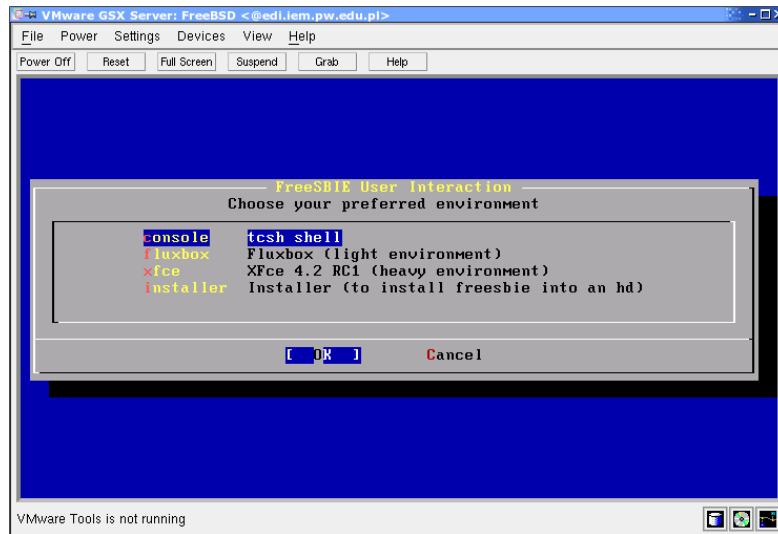 VMware GSX Server: FreeBSD <@edi.iem.pw.edu.pl>
File Power Settings Devices View Help
Power Off Reset Full Screen Suspend Grab Help
FreeSBIE User Interaction
Choose your preferred environment
console tcsh shell
fluxbox Fluxbox (light environment)
xfce XFce 4.2 RC1 (heavy environment)
installer Installer (to install freesbie into an hd)
[ OK ] Cancel
VMware Tools is not running